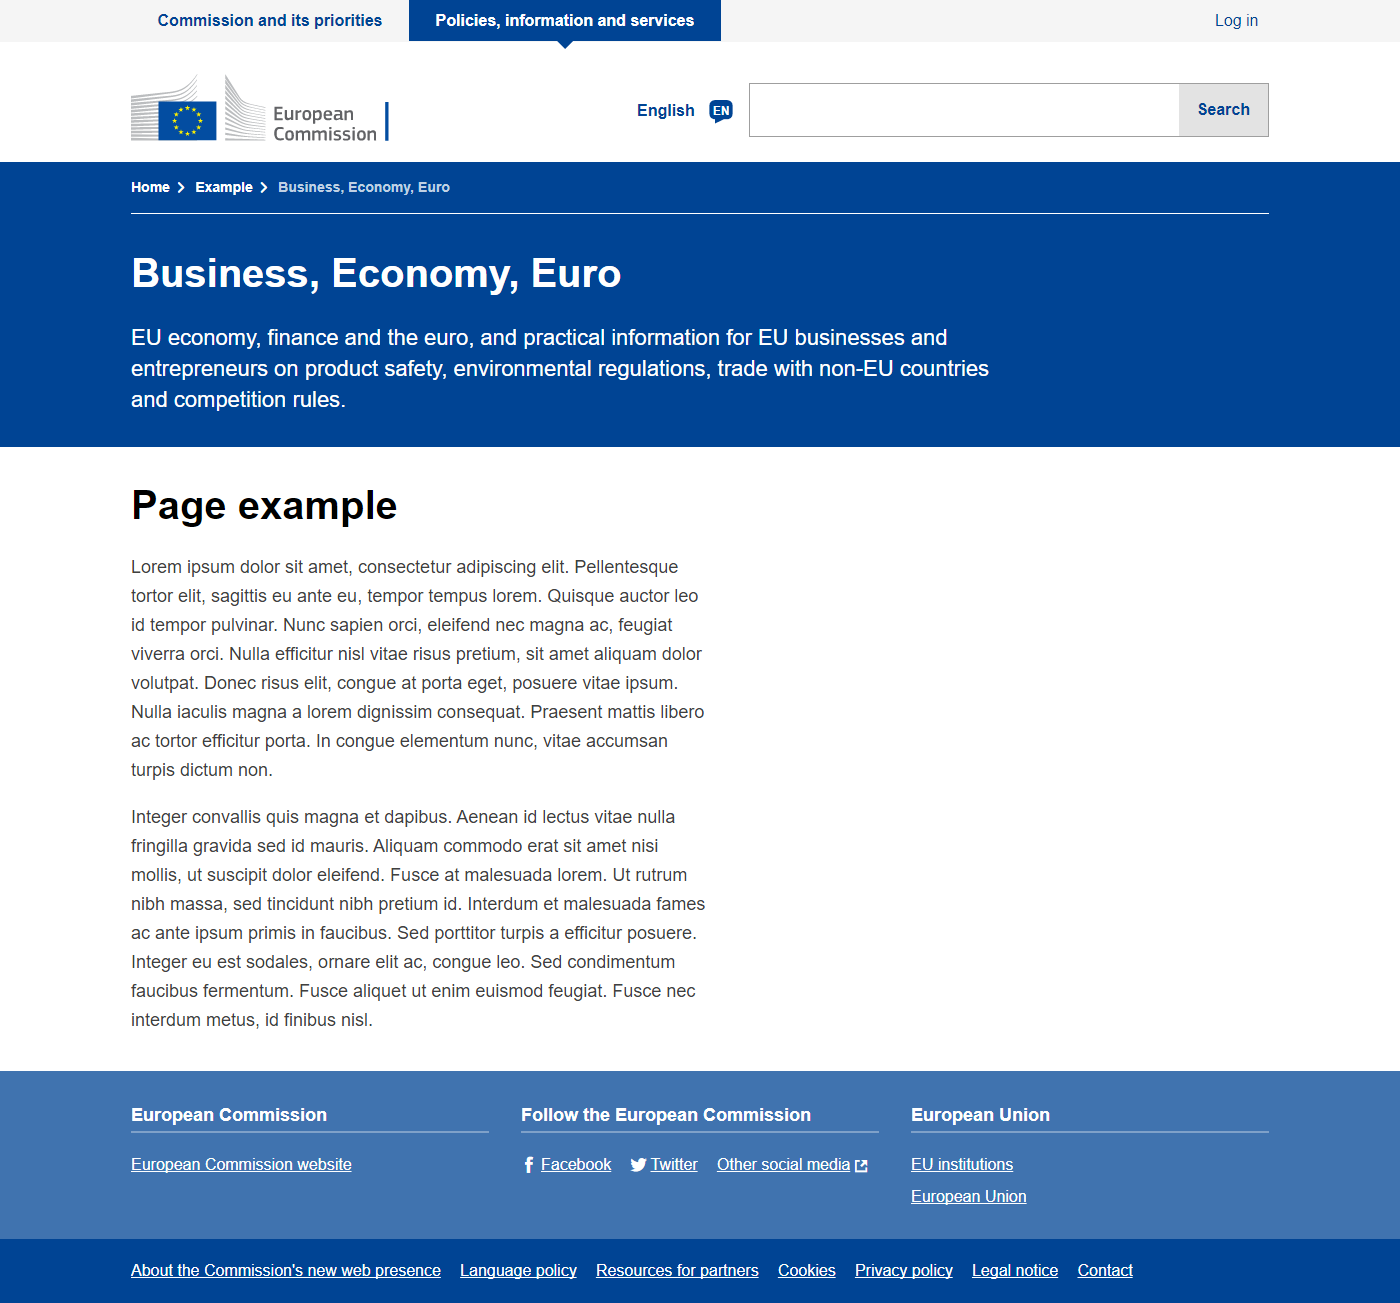 Commission and its priorities
Policies, information and services
Log in
European
Commission
English
EN
Search
Home
Example
Business, Economy, Euro
Business, Economy, Euro
EU economy, finance and the euro, and practical information for EU businesses and
entrepreneurs on product safety, environmental regulations, trade with non-EU countries
and competition rules.
Page example
Lorem ipsum dolor sit amet, consectetur adipiscing elit. Pellentesque
tortor elit, sagittis eu ante eu, tempor tempus lorem. Quisque auctor leo
id tempor pulvinar. Nunc sapien orci, eleifend nec magna ac, feugiat
viverra orci. Nulla efficitur nisl vitae risus pretium, sit amet aliquam dolor
volutpat. Donec risus elit, congue at porta eget, posuere vitae ipsum.
Nulla iaculis magna a lorem dignissim consequat. Praesent mattis libero
ac tortor efficitur porta. In congue elementum nunc, vitae accumsan
turpis dictum non.
Integer convallis quis magna et dapibus. Aenean id lectus vitae nulla
fringilla gravida sed id mauris. Aliquam commodo erat sit amet nisi
mollis, ut suscipit dolor eleifend. Fusce at malesuada lorem. Ut rutrum
nibh massa, sed tincidunt nibh pretium id. Interdum et malesuada fames
ac ante ipsum primis in faucibus. Sed porttitor turpis a efficitur posuere.
Integer eu est sodales, ornare elit ac, congue leo. Sed condimentum
faucibus fermentum. Fusce aliquet ut enim euismod feugiat. Fusce nec
interdum metus, id finibus nisl.
European Commission
European Commission website
Follow the European Commission
Facebook
Twitter
Other social media
European Union
EU institutions
European Union
About the Commission's new web presence
Language policy
Resources for partners
Cookies
Privacy policy
Legal notice
Contact